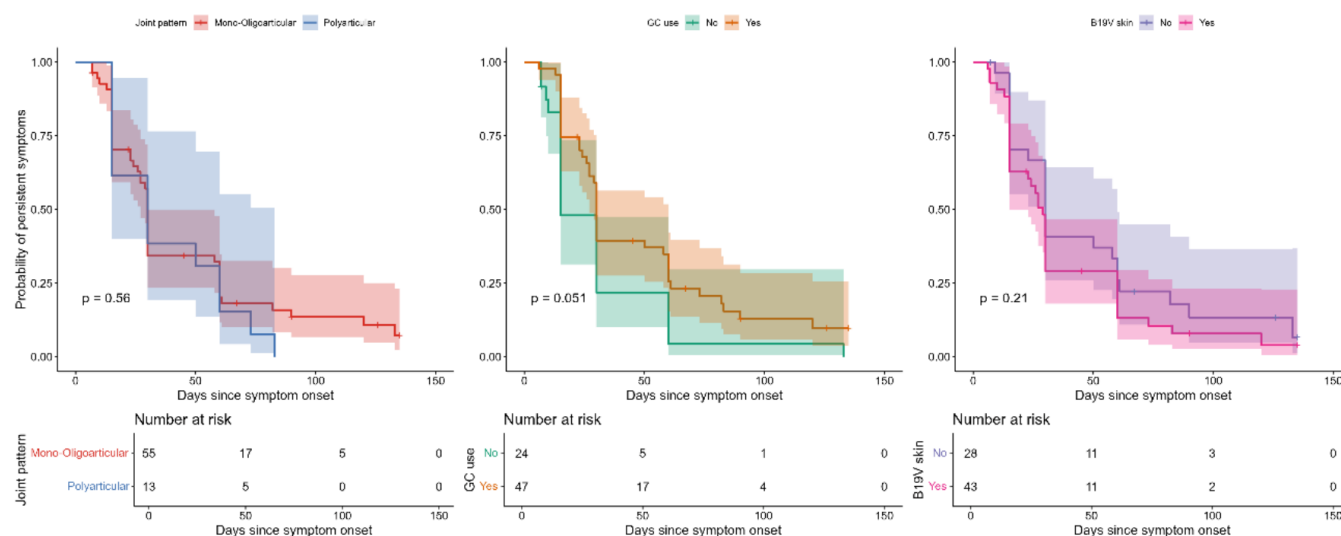 Joint pattern Mono-Oligoarticular Polyarticular
GC use No Yes
B19V skin No Yes
Probability of persistent symptoms
1.00
0.75
0.50
0.25
0.00
p = 0.56
0 50 100 150
Days since symptom onset
1.00
0.75
0.50
0.25
0.00
p = 0.051
0 50 100 150
Days since symptom onset
1.00
0.75
0.50
0.25
0.00
p = 0.21
0 50 100 150
Days since symptom onset
Number at risk
Joint pattern
Mono-Oligoarticular 55 17 5 0
Polyarticular 13 5 0 0
0 50 100 150
Days since symptom onset
Number at risk
GC use
No 24 5 1 0
Yes 47 17 4 0
0 50 100 150
Days since symptom onset
Number at risk
B19V skin
No 28 11 3 0
Yes 43 11 2 0
0 50 100 150
Days since symptom onset